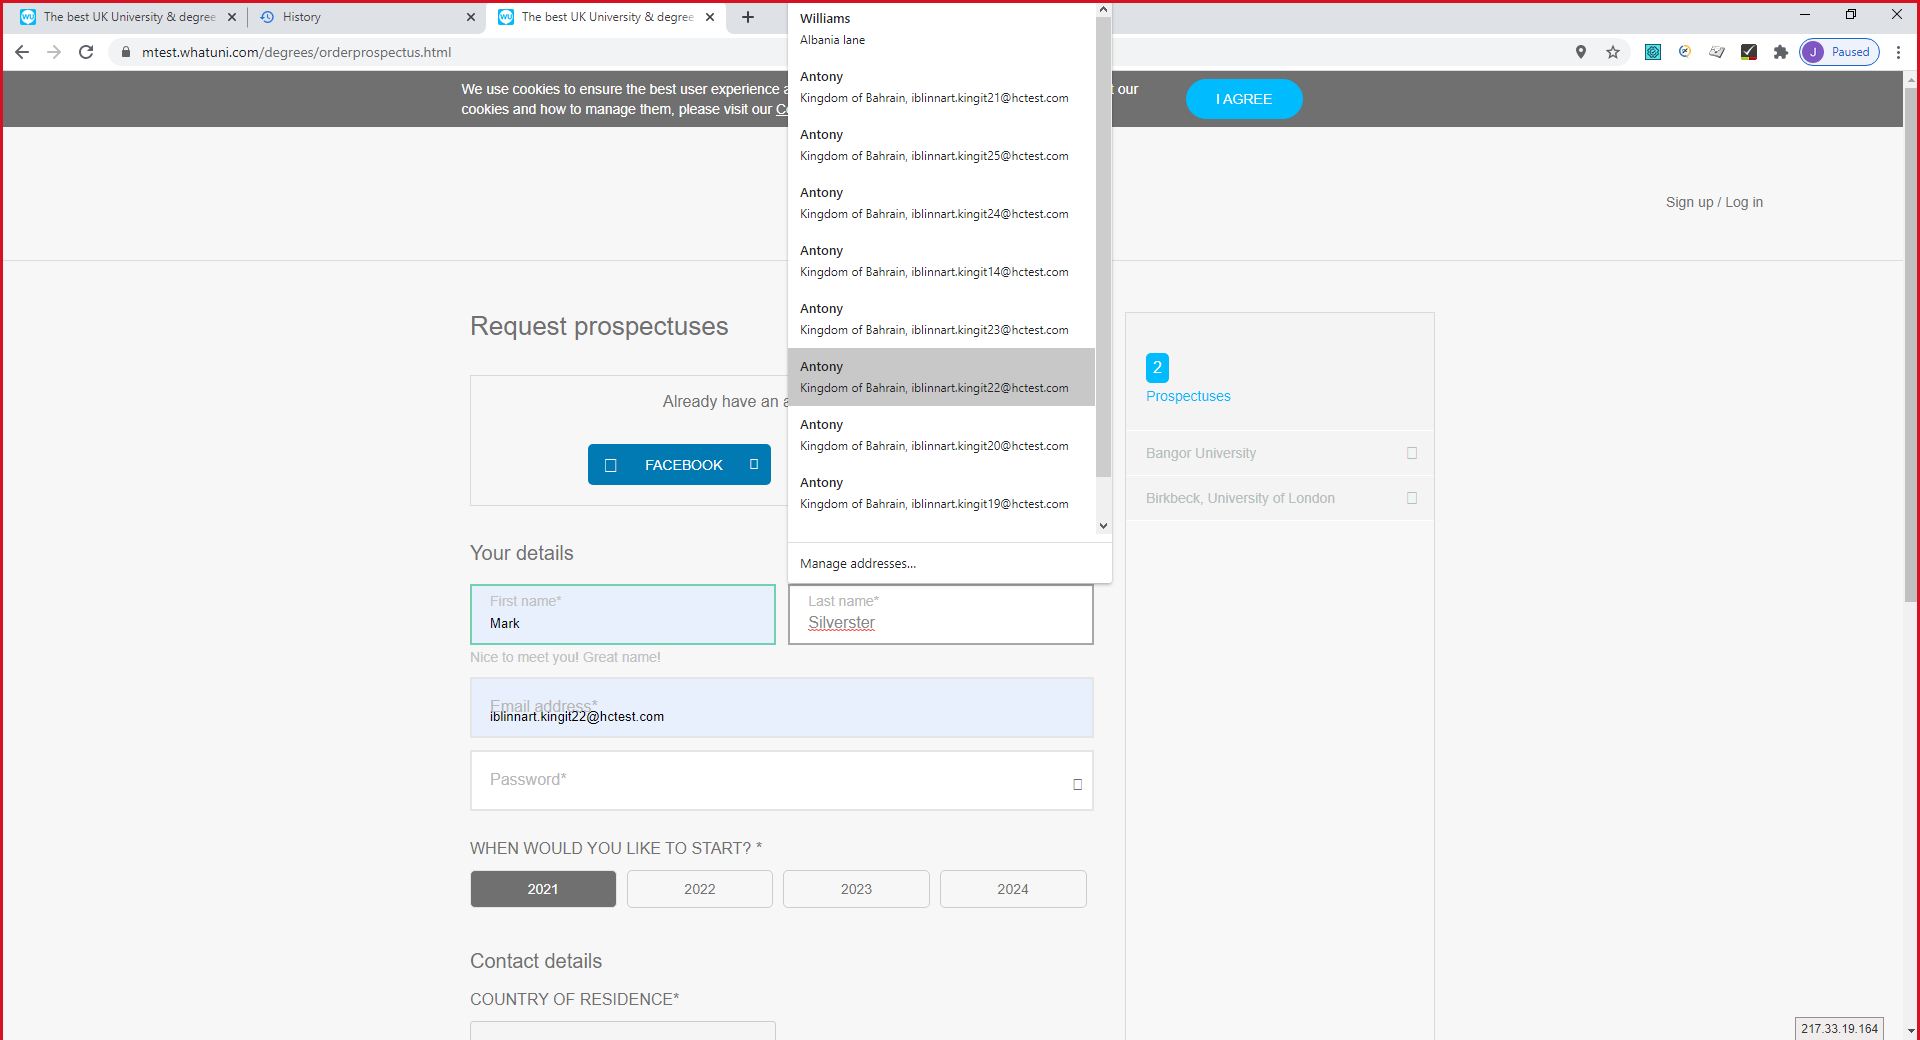 The best UK University & degree
History
The best UK University & degree
mtest.whatuni.com/degrees/orderprospectus.html
J Paused
We use cookies to ensure the best user experience a
t our
cookies and how to manage them, please visit our
I AGREE
Sign up / Log in
Williams
Albania lane
Antony
Kingdom of Bahrain, iblinnart.kingit21@hctest.com
Antony
Kingdom of Bahrain, iblinnart.kingit25@hctest.com
Antony
Kingdom of Bahrain, iblinnart.kingit24@hctest.com
Antony
Kingdom of Bahrain, iblinnart.kingit14@hctest.com
Antony
Kingdom of Bahrain, iblinnart.kingit23@hctest.com
Antony
Kingdom of Bahrain, iblinnart.kingit22@hctest.com
Antony
Kingdom of Bahrain, iblinnart.kingit20@hctest.com
Antony
Kingdom of Bahrain, iblinnart.kingit19@hctest.com
Manage addresses...
Request prospectuses
Already have an a
FACEBOOK
2
Prospectuses
Bangor University
Birkbeck, University of London
Your details
First name*
Mark
Last name*
Silverster
Nice to meet you! Great name!
Email address*
iblinnart.kingit22@hctest.com
Password*
WHEN WOULD YOU LIKE TO START? *
2021
2022
2023
2024
Contact details
COUNTRY OF RESIDENCE*
217.33.19.164